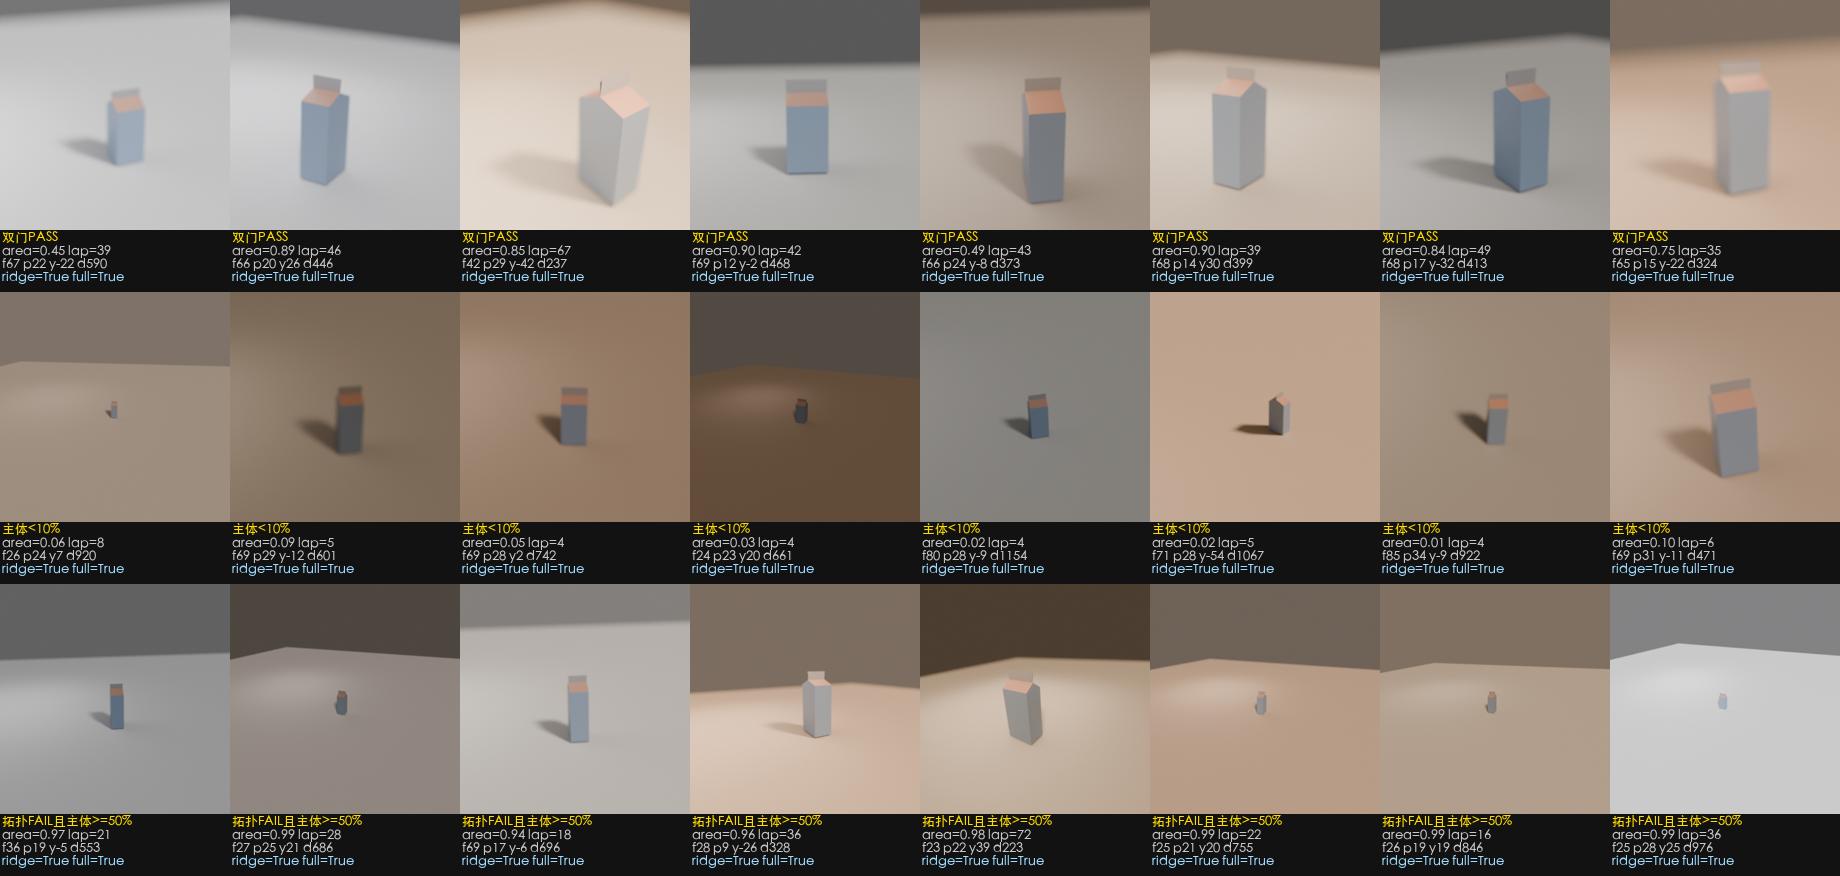 双门PASS
area=0.45 lap=39
f67 p22 y-22 d590
ridge=True full=True
双门PASS
area=0.89 lap=46
f66 p20 y26 d446
ridge=True full=True
双门PASS
area=0.85 lap=67
f42 p29 y-42 d237
ridge=True full=True
双门PASS
area=0.90 lap=42
f69 p12 y-2 d468
ridge=True full=True
双门PASS
area=0.49 lap=43
f66 p24 y-8 d373
ridge=True full=True
双门PASS
area=0.90 lap=39
f68 p14 y30 d399
ridge=True full=True
双门PASS
area=0.84 lap=49
f68 p17 y-32 d413
ridge=True full=True
双门PASS
area=0.75 lap=35
f65 p15 y-22 d324
ridge=True full=True
主体<10%
area=0.06 lap=8
f26 p24 y7 d920
ridge=True full=True
主体<10%
area=0.09 lap=5
f69 p29 y-12 d601
ridge=True full=True
主体<10%
area=0.05 lap=4
f69 p28 y2 d742
ridge=True full=True
主体<10%
area=0.03 lap=4
f24 p23 y20 d661
ridge=True full=True
主体<10%
area=0.02 lap=4
f80 p28 y-9 d1154
ridge=True full=True
主体<10%
area=0.02 lap=5
f71 p28 y-54 d1067
ridge=True full=True
主体<10%
area=0.01 lap=4
f85 p34 y-9 d922
ridge=True full=True
主体<10%
area=0.10 lap=6
f69 p31 y-11 d471
ridge=True full=True
拓扑FAIL且主体>=50%
area=0.97 lap=21
f36 p19 y-5 d553
ridge=True full=True
拓扑FAIL且主体>=50%
area=0.99 lap=28
f27 p25 y21 d686
ridge=True full=True
拓扑FAIL且主体>=50%
area=0.94 lap=18
f69 p17 y-6 d696
ridge=True full=True
拓扑FAIL且主体>=50%
area=0.96 lap=36
f28 p9 y-26 d328
ridge=True full=True
拓扑FAIL且主体>=50%
area=0.98 lap=72
f23 p22 y39 d223
ridge=True full=True
拓扑FAIL且主体>=50%
area=0.99 lap=22
f25 p21 y20 d755
ridge=True full=True
拓扑FAIL且主体>=50%
area=0.99 lap=16
f26 p19 y19 d846
ridge=True full=True
拓扑FAIL且主体>=50%
area=0.99 lap=36
f25 p28 y25 d976
ridge=True full=True